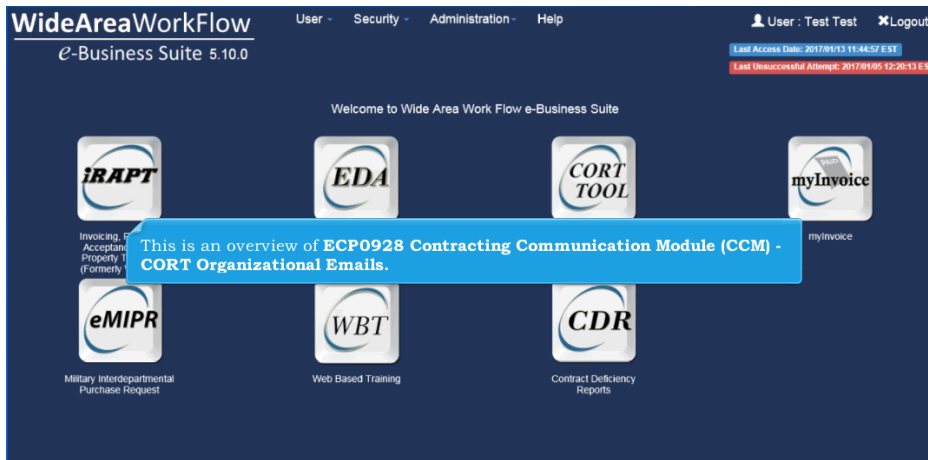 WideAreaWorkFlow
e-Business Suite 5.10.0
User
Security
Administration
Help
User : Test Test
Logout
Last Access Date: 2017/01/13 11:44:57 EST
Last Unsuccessful Attempt: 2017/01/05 12:20:13 ES
Welcome to Wide Area Work Flow e-Business Suite
iRAPT
EDA
CORT
TOOL
PAID
myInvoice
Invoicing,
Acceptanc
Property T
(Formerly
myInvoice
This is an overview of ECP0928 Contracting Communication Module (CCM) -
CORT Organizational Emails.
eMIPR
WBT
CDR
Military Interdepartmental
Purchase Request
Web Based Training
Contract Deficiency
Reports